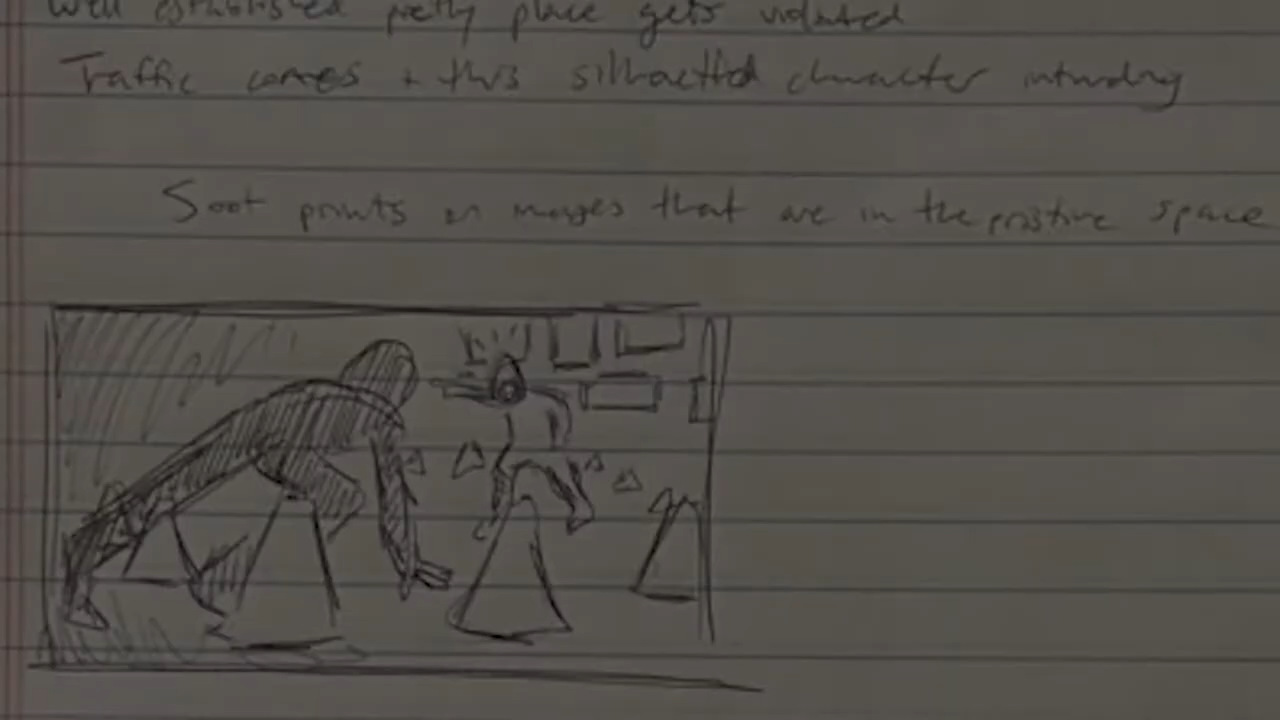 Well established pretty place gets violated
Traffic cones + this silhouetted character intruding
Soot prints on images that are in the pristine space